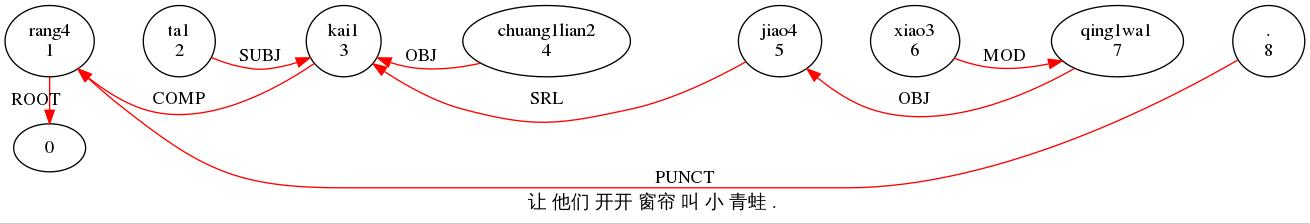 rang4 ta1 kai1 chuang1lian2 jiao4 xiao3 qing1wa1 .
1 2 3 4 5 6 7 8
SUBJ OBJ MOD
ROOT COMP SRL OBJ
0
PUNCT
让 他们 开开 窗帘 叫 小 青蛙 .